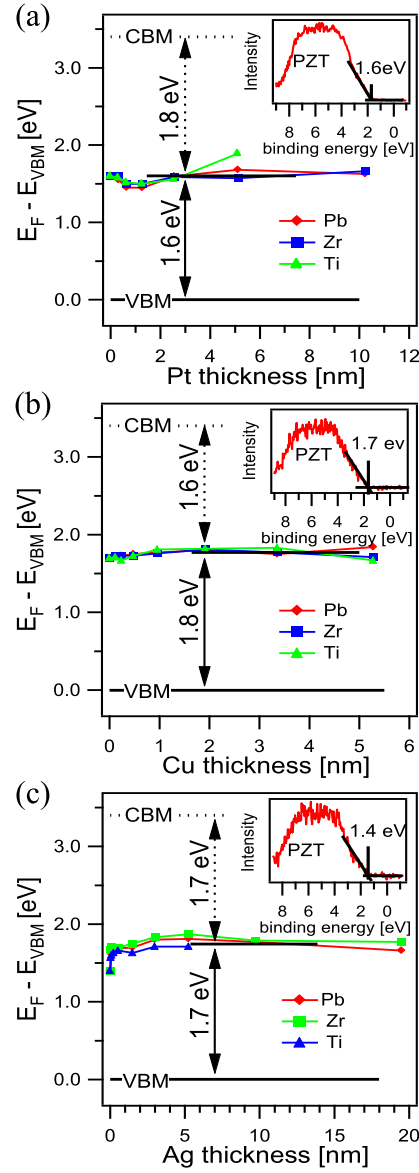 (a)
CBM
3.0
2.0
1.0
0.0
E_F - E_VBM [eV]
1.8 eV
1.6 eV
VBM
Intensity
PZT
1.6eV
8 6 4 2 0
binding energy [eV]
Pb
Zr
Ti
0 2 4 6 8 10 12
Pt thickness [nm]
(b)
CBM
3.0
2.0
1.0
0.0
E_F - E_VBM [eV]
1.6 eV
1.8 eV
VBM
Intensity
PZT
1.7 ev
8 6 4 2 0
binding energy [eV]
Pb
Zr
Ti
0 1 2 3 4 5 6
Cu thickness [nm]
(c)
CBM
3.0
2.0
1.0
0.0
E_F - E_VBM [eV]
1.7 eV
1.7 eV
VBM
Intensity
PZT
1.4 eV
8 6 4 2 0
binding energy [eV]
Pb
Zr
Ti
0 5 10 15 20
Ag thickness [nm]